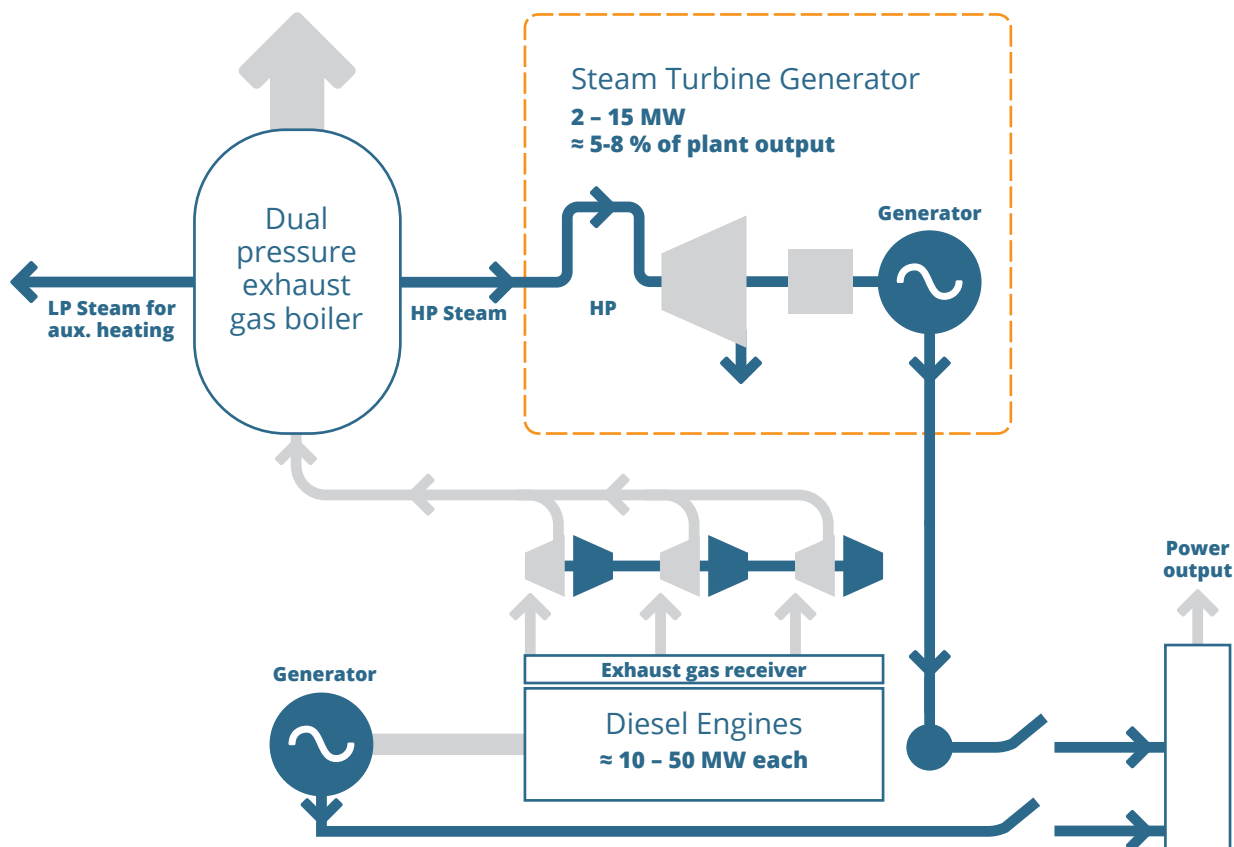 Steam Turbine Generator
2 – 15 MW
≈ 5-8 % of plant output
Dual
pressure
exhaust
gas boiler
Generator
LP Steam for
aux. heating
HP Steam
HP
Power
output
Exhaust gas receiver
Generator
Diesel Engines
≈ 10 – 50 MW each